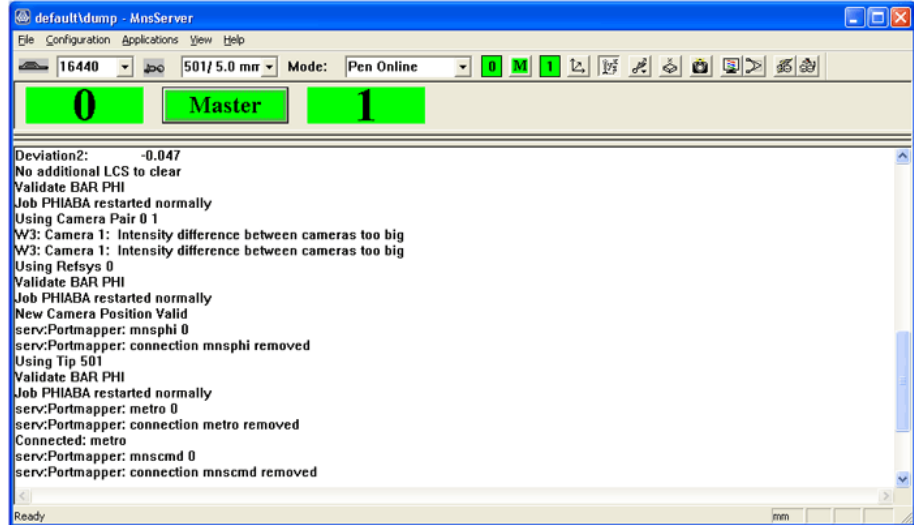 default\dump - MnsServer
File Configuration Applications View Help
16440 501/ 5.0 mm Mode: Pen Online 0 M 1
0 Master 1
Deviation2: -0.047
No additional LCS to clear
Validate BAR PHI
Job PHIABA restarted normally
Using Camera Pair 0 1
W3: Camera 1: Intensity difference between cameras too big
W3: Camera 1: Intensity difference between cameras too big
Using Refsys 0
Validate BAR PHI
Job PHIABA restarted normally
New Camera Position Valid
serv:Portmapper: mnsphi 0
serv:Portmapper: connection mnsphi removed
Using Tip 501
Validate BAR PHI
Job PHIABA restarted normally
serv:Portmapper: metro 0
serv:Portmapper: connection metro removed
Connected: metro
serv:Portmapper: mnscmd 0
serv:Portmapper: connection mnscmd removed
Ready mm